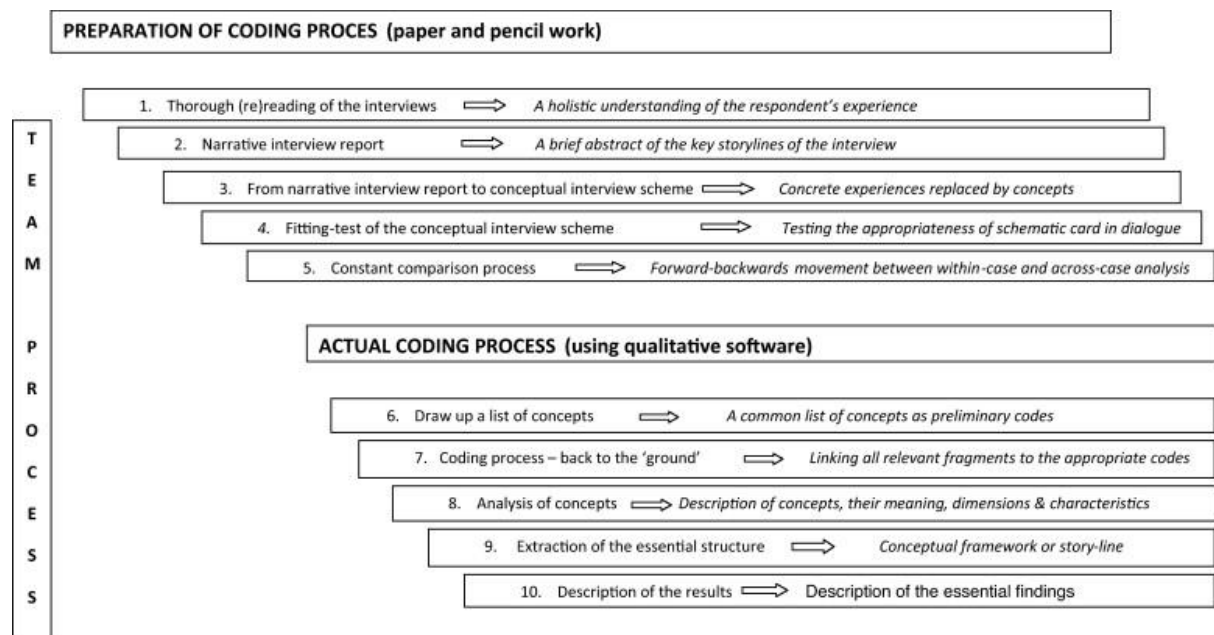 PREPARATION OF CODING PROCES (paper and pencil work)
1. Thorough (re)reading of the interviews ⇒ A holistic understanding of the respondent's experience
2. Narrative interview report ⇒ A brief abstract of the key storylines of the interview
3. From narrative interview report to conceptual interview scheme ⇒ Concrete experiences replaced by concepts
4. Fitting-test of the conceptual interview scheme ⇒ Testing the appropriateness of schematic card in dialogue
5. Constant comparison process ⇒ Forward-backwards movement between within-case and across-case analysis
ACTUAL CODING PROCESS (using qualitative software)
6. Draw up a list of concepts ⇒ A common list of concepts as preliminary codes
7. Coding process – back to the 'ground' ⇒ Linking all relevant fragments to the appropriate codes
8. Analysis of concepts ⇒ Description of concepts, their meaning, dimensions & characteristics
9. Extraction of the essential structure ⇒ Conceptual framework or story-line
10. Description of the results ⇒ Description of the essential findings
TEAM PROCESS